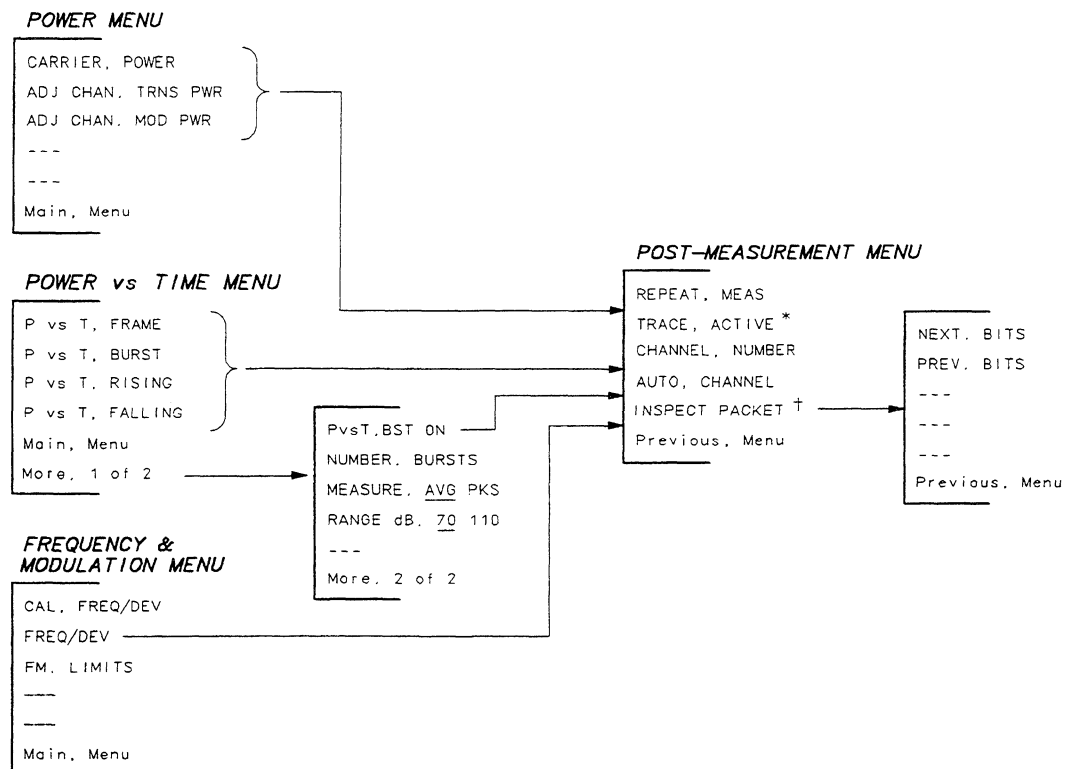 POWER MENU
CARRIER, POWER
ADJ CHAN. TRNS PWR
ADJ CHAN. MOD PWR
---
---
Main, Menu
POWER vs TIME MENU
P vs T, FRAME
P vs T, BURST
P vs T, RISING
P vs T, FALLING
Main, Menu
More, 1 of 2
PvsT,BST ON
NUMBER, BURSTS
MEASURE, AVG PKS
RANGE dB, 70 110
---
More, 2 of 2
FREQUENCY &
MODULATION MENU
CAL, FREQ/DEV
FREQ/DEV
FM. LIMITS
---
---
Main, Menu
POST-MEASUREMENT MENU
REPEAT, MEAS
TRACE, ACTIVE *
CHANNEL, NUMBER
AUTO, CHANNEL
INSPECT PACKET †
Previous, Menu
NEXT, BITS
PREV, BITS
---
---
---
Previous, Menu